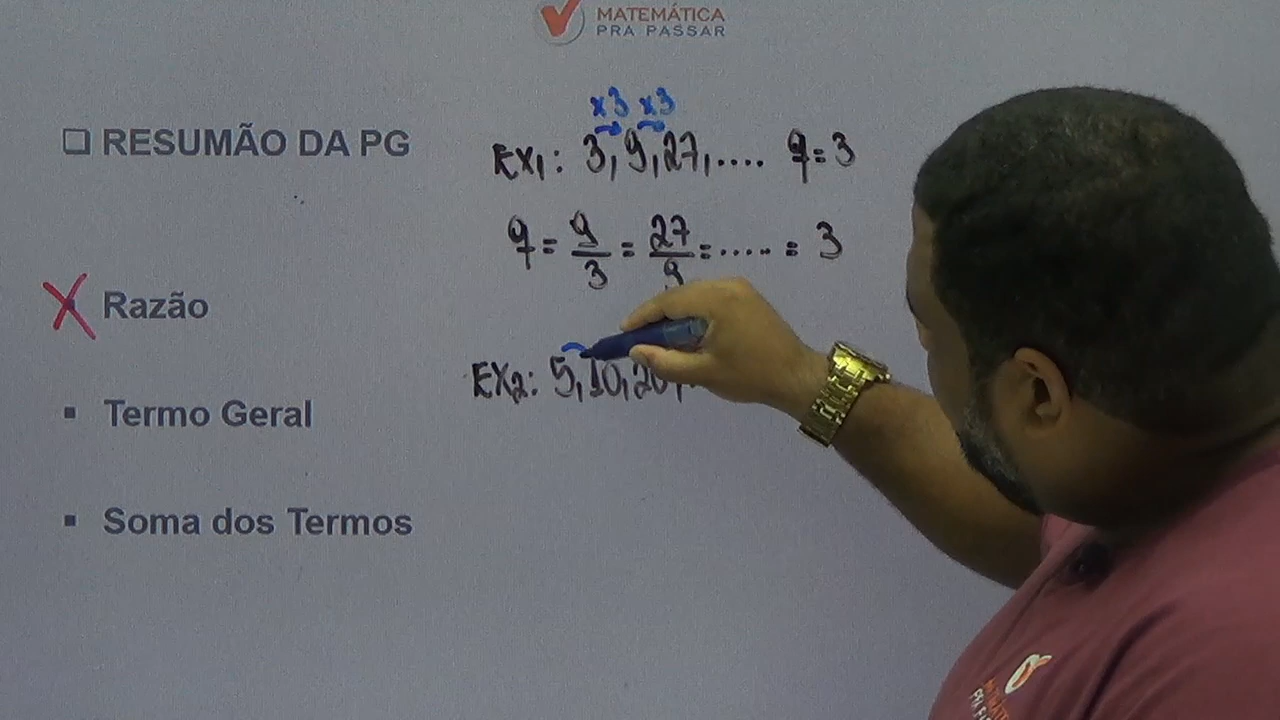 MATEMÁTICA
PRA PASSAR
RESUMÃO DA PG
Razão
Termo Geral
Soma dos Termos
x3 x3
Ex1: 3, 9, 27, .... q = 3
q = 9/3 = 27/9 = ..... = 3
Ex2: 5, 10, 20,